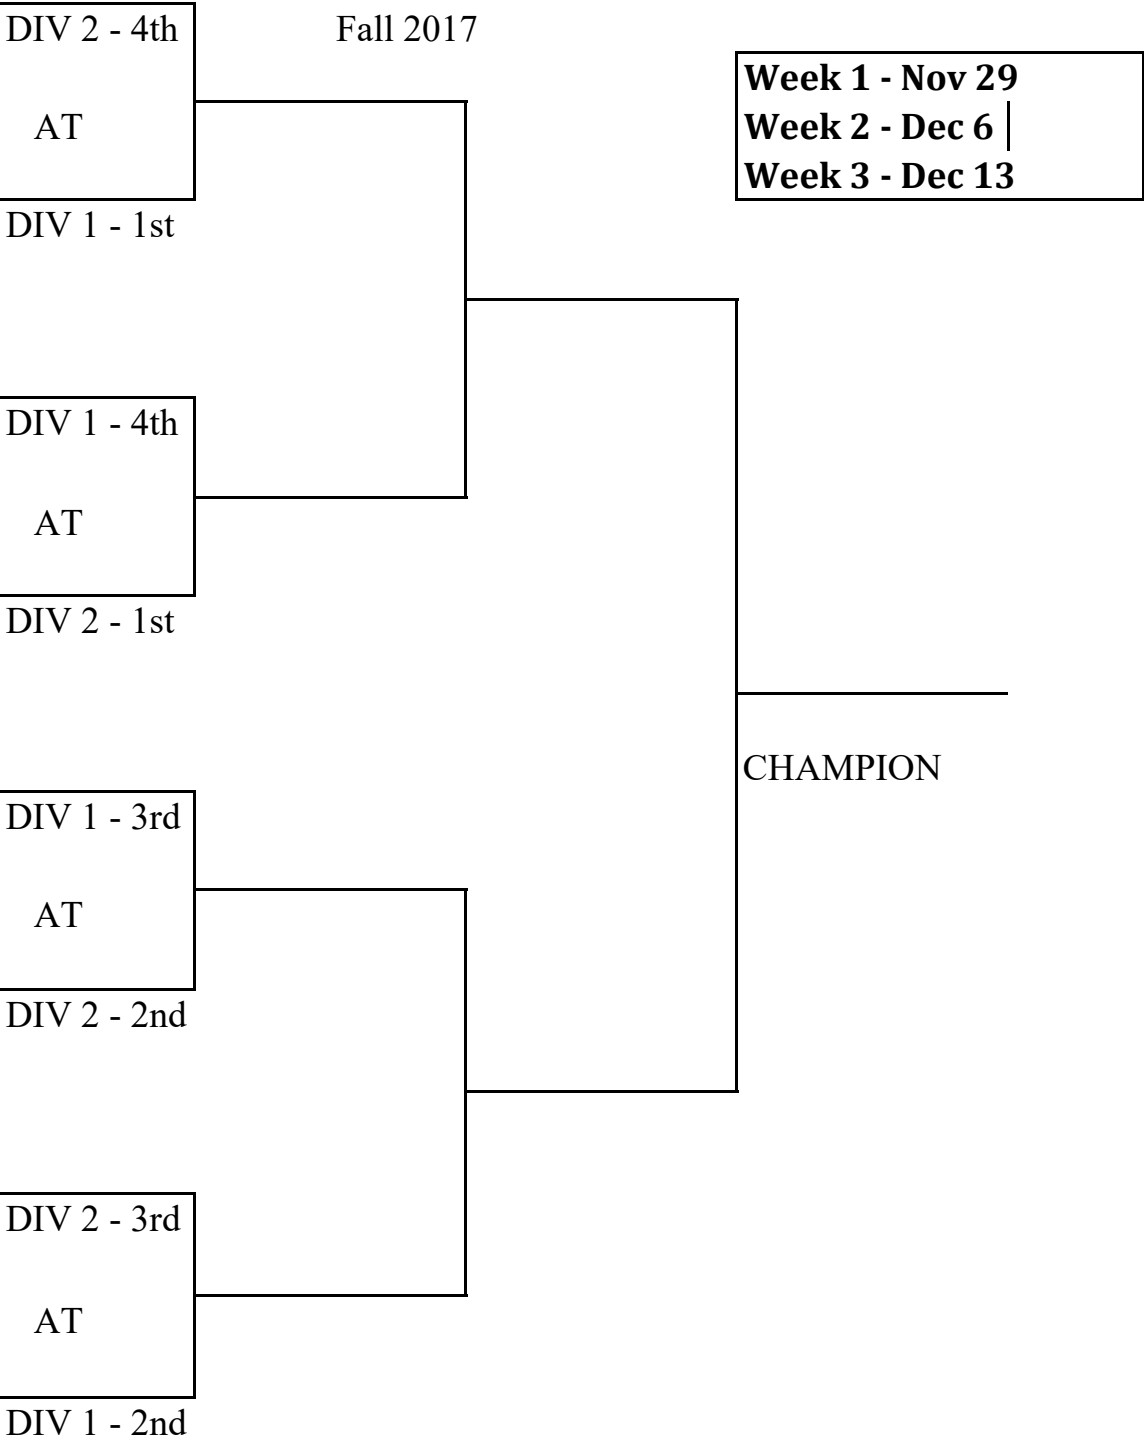 DIV 2 - 4th
Fall 2017
Week 1 - Nov 29
AT
Week 2 - Dec 6
Week 3 - Dec 13
DIV 1 - 1st
DIV 1 - 4th
AT
DIV 2 - 1st
CHAMPION
DIV 1 - 3rd
AT
DIV 2 - 2nd
DIV 2 - 3rd
AT
DIV 1 - 2nd